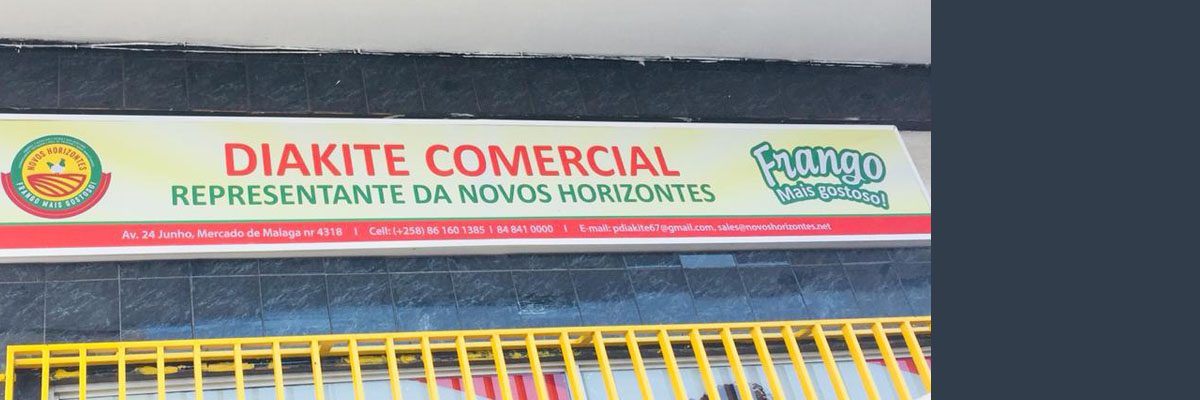 NOVOS HORIZONTES
FRANGO MAIS GOSTOSO!
DIAKITE COMERCIAL
REPRESENTANTE DA NOVOS HORIZONTES
Frango
Mais gostoso!
Av. 24 Junho, Mercado de Malaga nr 4318 I Cell: (+258) 86 160 1385 I 84 841 0000 I E-mail: pdiakite67@gmail.com, sales@novoshorizontes.net